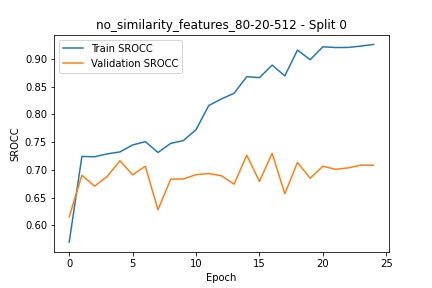 no_similarity_features_80-20-512 - Split 0
Train SROCC
Validation SROCC
SROCC
0.90
0.85
0.80
0.75
0.70
0.65
0.60
0 5 10 15 20 25
Epoch